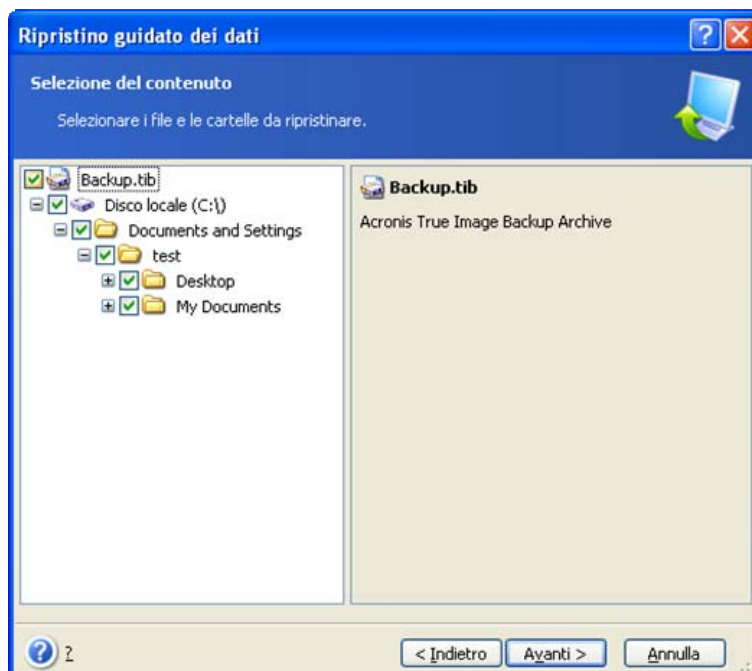 Ripristino guidato dei dati
?
Selezione del contenuto
Selezionare i file e le cartelle da ripristinare.
Backup.tib
Disco locale (C:\)
Documents and Settings
test
Desktop
My Documents
Backup.tib
Acronis True Image Backup Archive
? ?
< Indietro
Avanti >
Annulla